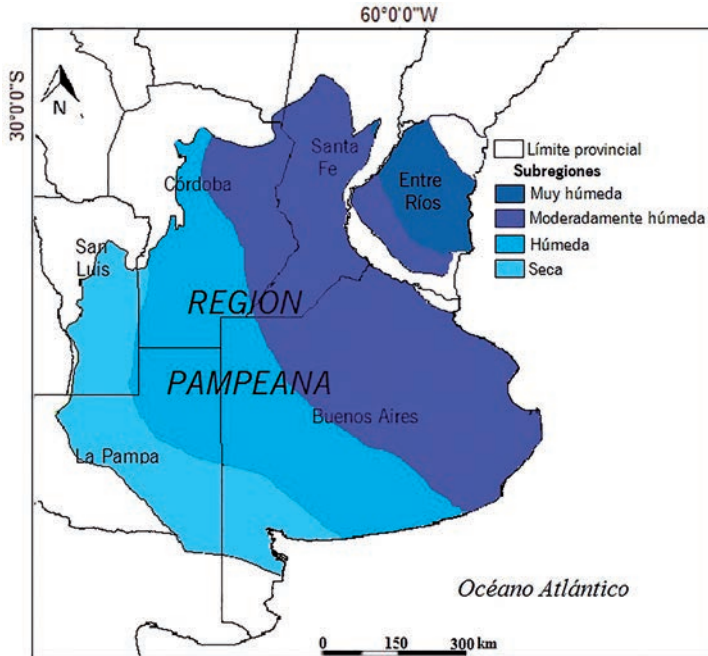 60°0'0"W
30°0'0"S
N
Santa
Fe
Córdoba
Entre
Ríos
San
Luis
REGIÓN
PAMPEANA
Buenos Aires
La Pampa
Límite provincial
Subregiones
Muy húmeda
Moderadamente húmeda
Húmeda
Seca
Océano Atlántico
0 150 300 km